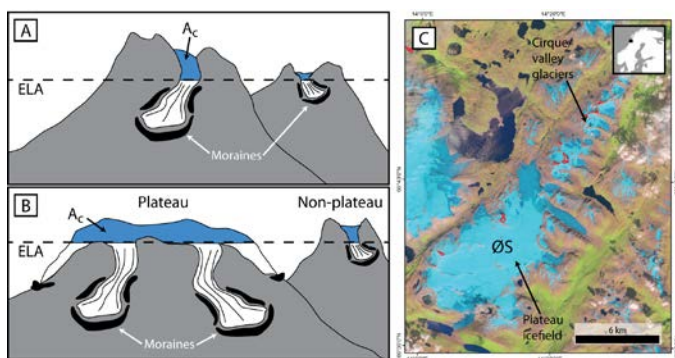 A
Ac
ELA
Moraines
B
Plateau
Non-plateau
Ac
ELA
Moraines
C
Cirque/
valley
glaciers
ØS
Plateau
icefield
6 km